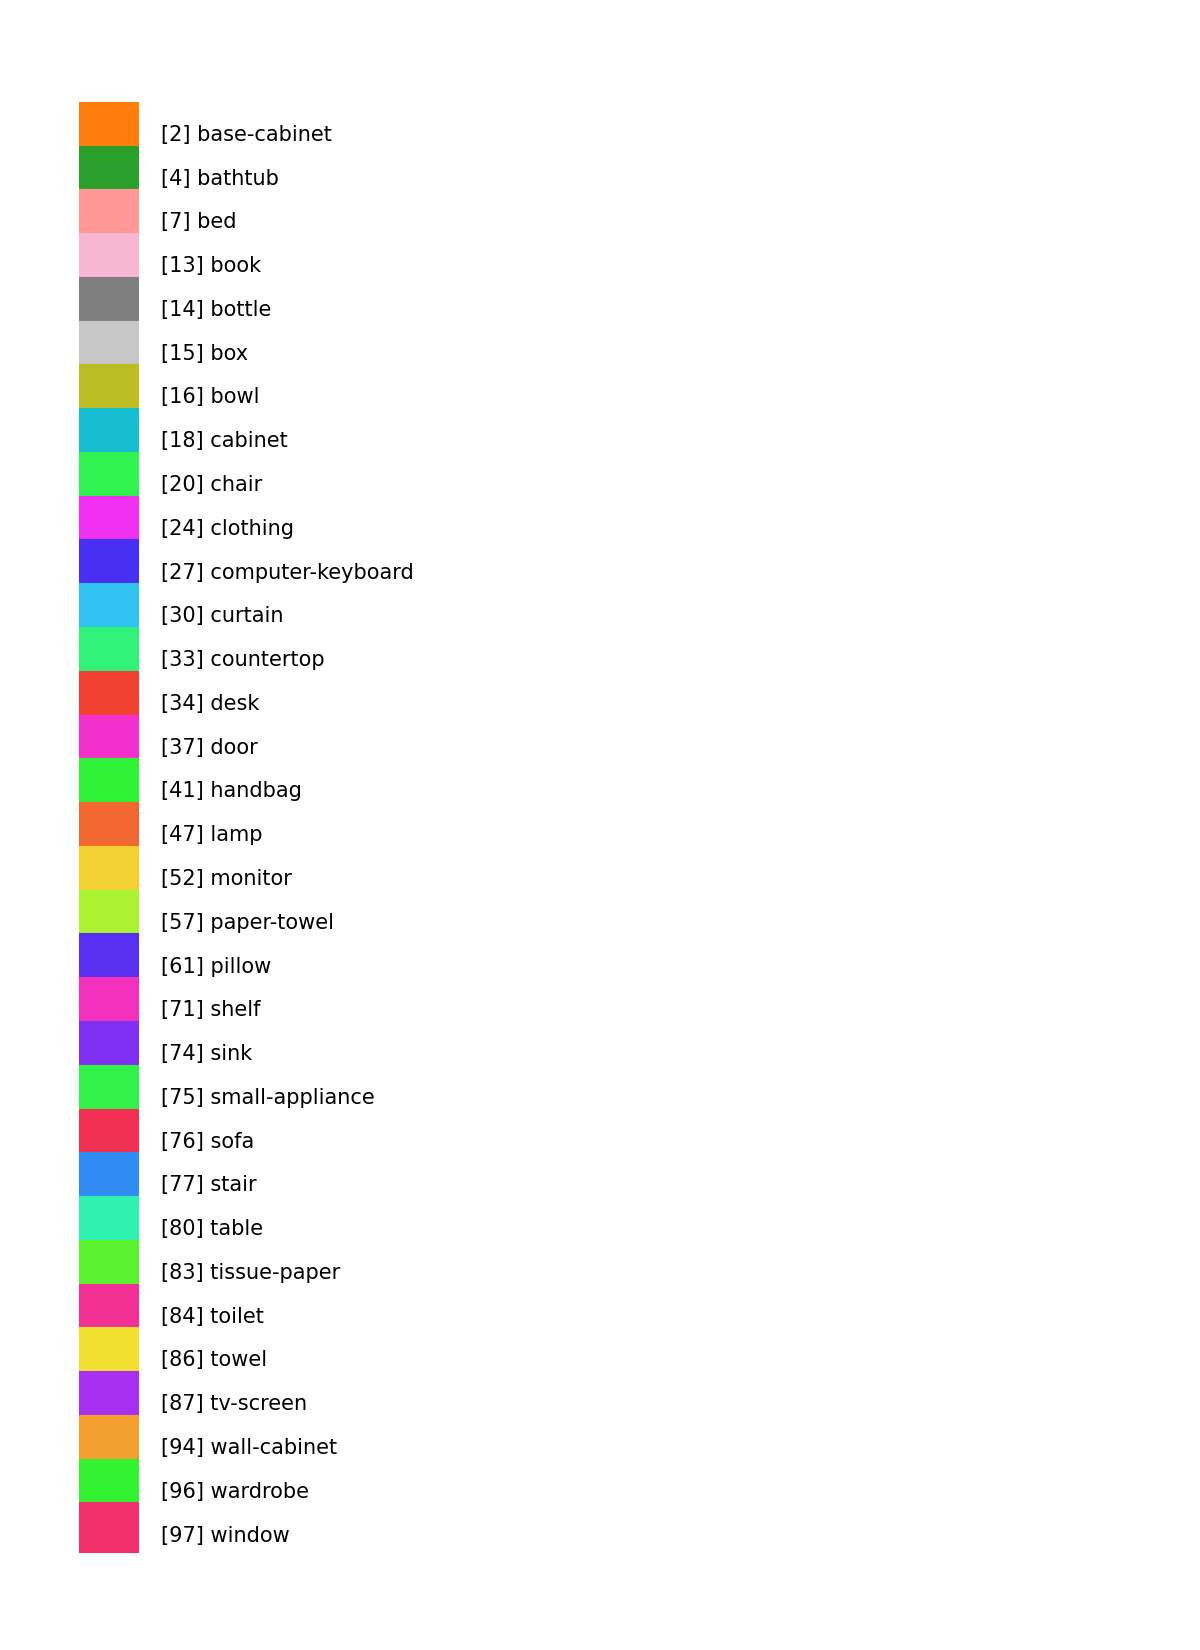 [2] base-cabinet
[4] bathtub
[7] bed
[13] book
[14] bottle
[15] box
[16] bowl
[18] cabinet
[20] chair
[24] clothing
[27] computer-keyboard
[30] curtain
[33] countertop
[34] desk
[37] door
[41] handbag
[47] lamp
[52] monitor
[57] paper-towel
[61] pillow
[71] shelf
[74] sink
[75] small-appliance
[76] sofa
[77] stair
[80] table
[83] tissue-paper
[84] toilet
[86] towel
[87] tv-screen
[94] wall-cabinet
[96] wardrobe
[97] window